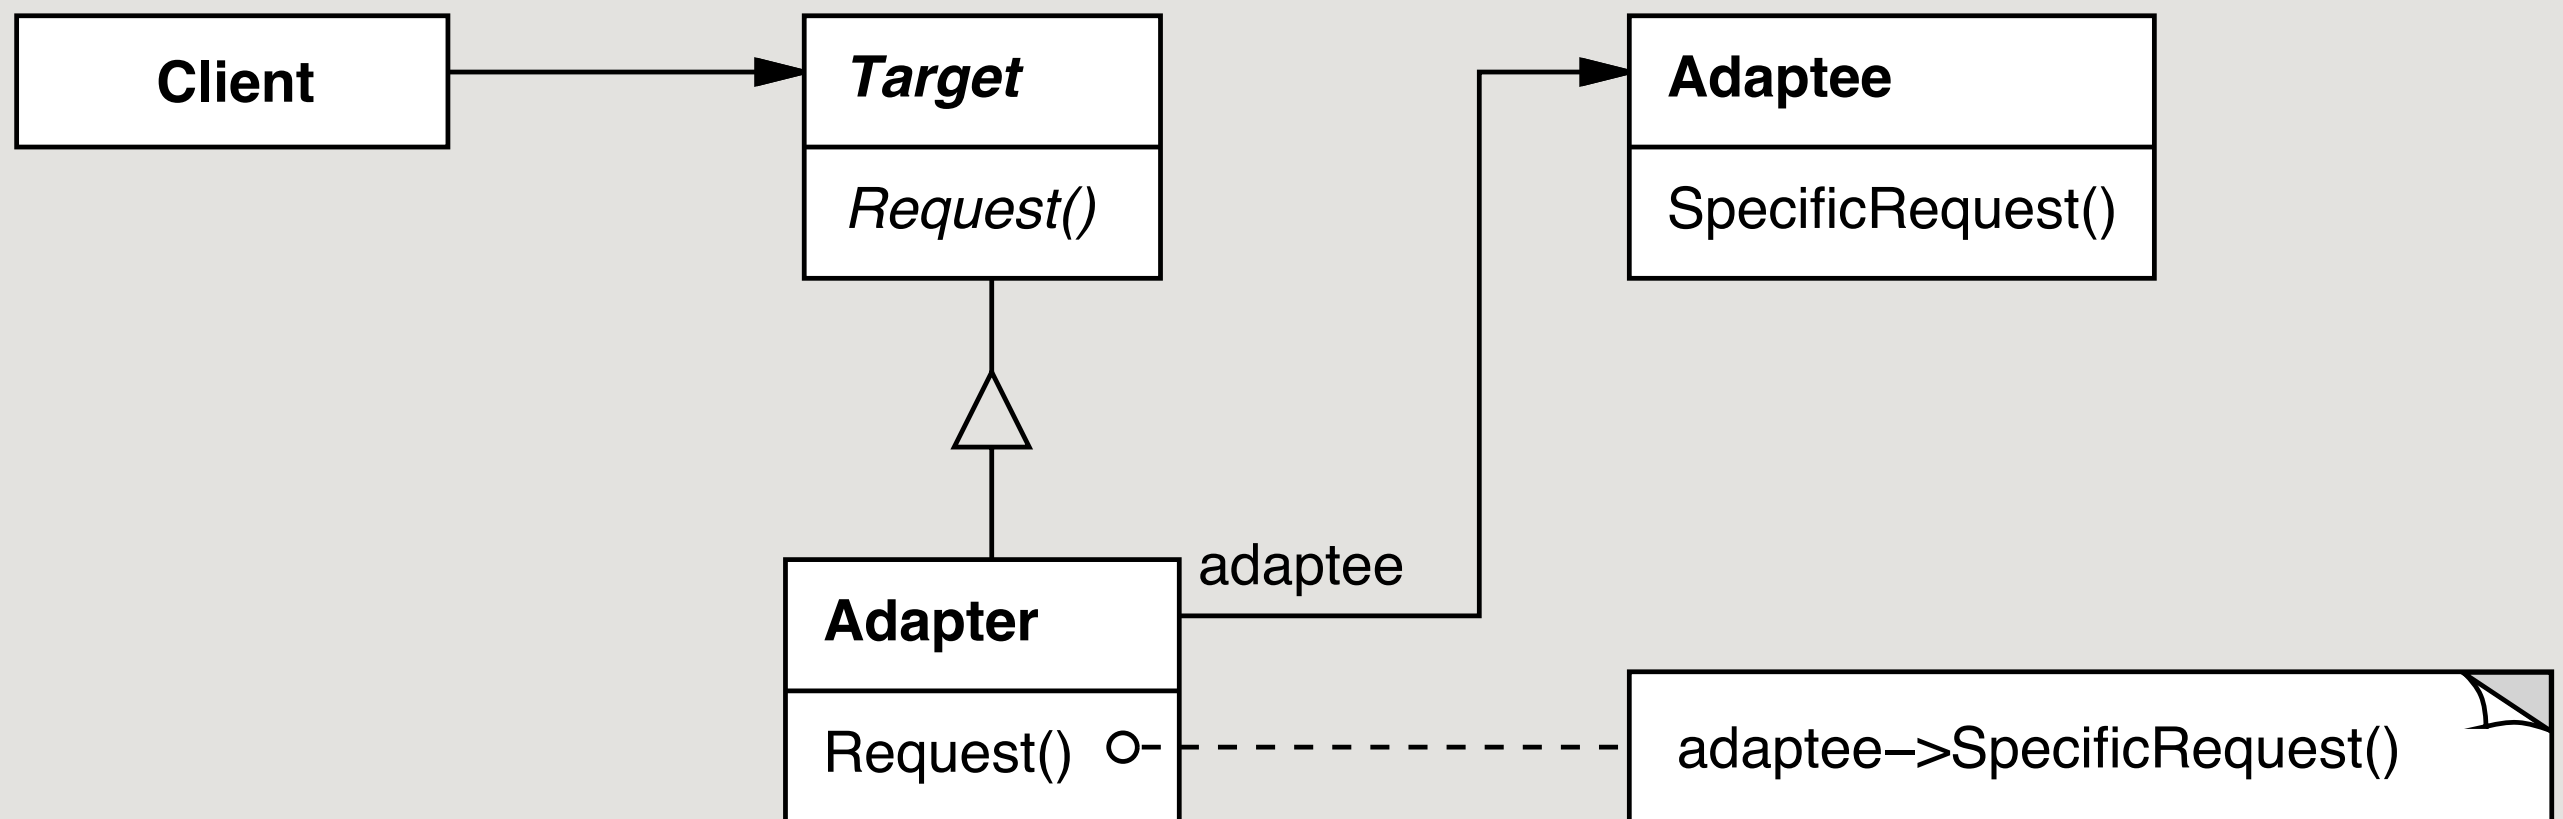 Client
Target
Request()
Adaptee
SpecificRequest()
adaptee
Adapter
Request()
adaptee–>SpecificRequest()